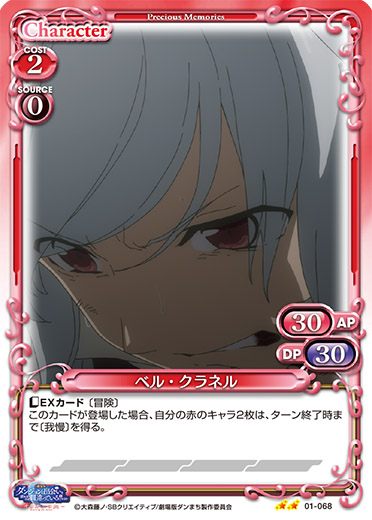 Precious Memories
Character
COST
2
SOURCE
0
30 AP
DP 30
ベル・クラネル
EXカード〔冒険〕
このカードが登場した場合、自分の赤のキャラ2枚は、ターン終了時ま
で〔我慢〕を得る。
©大森藤ノ・SBクリエイティブ/劇場版ダンまち製作委員会
01-068